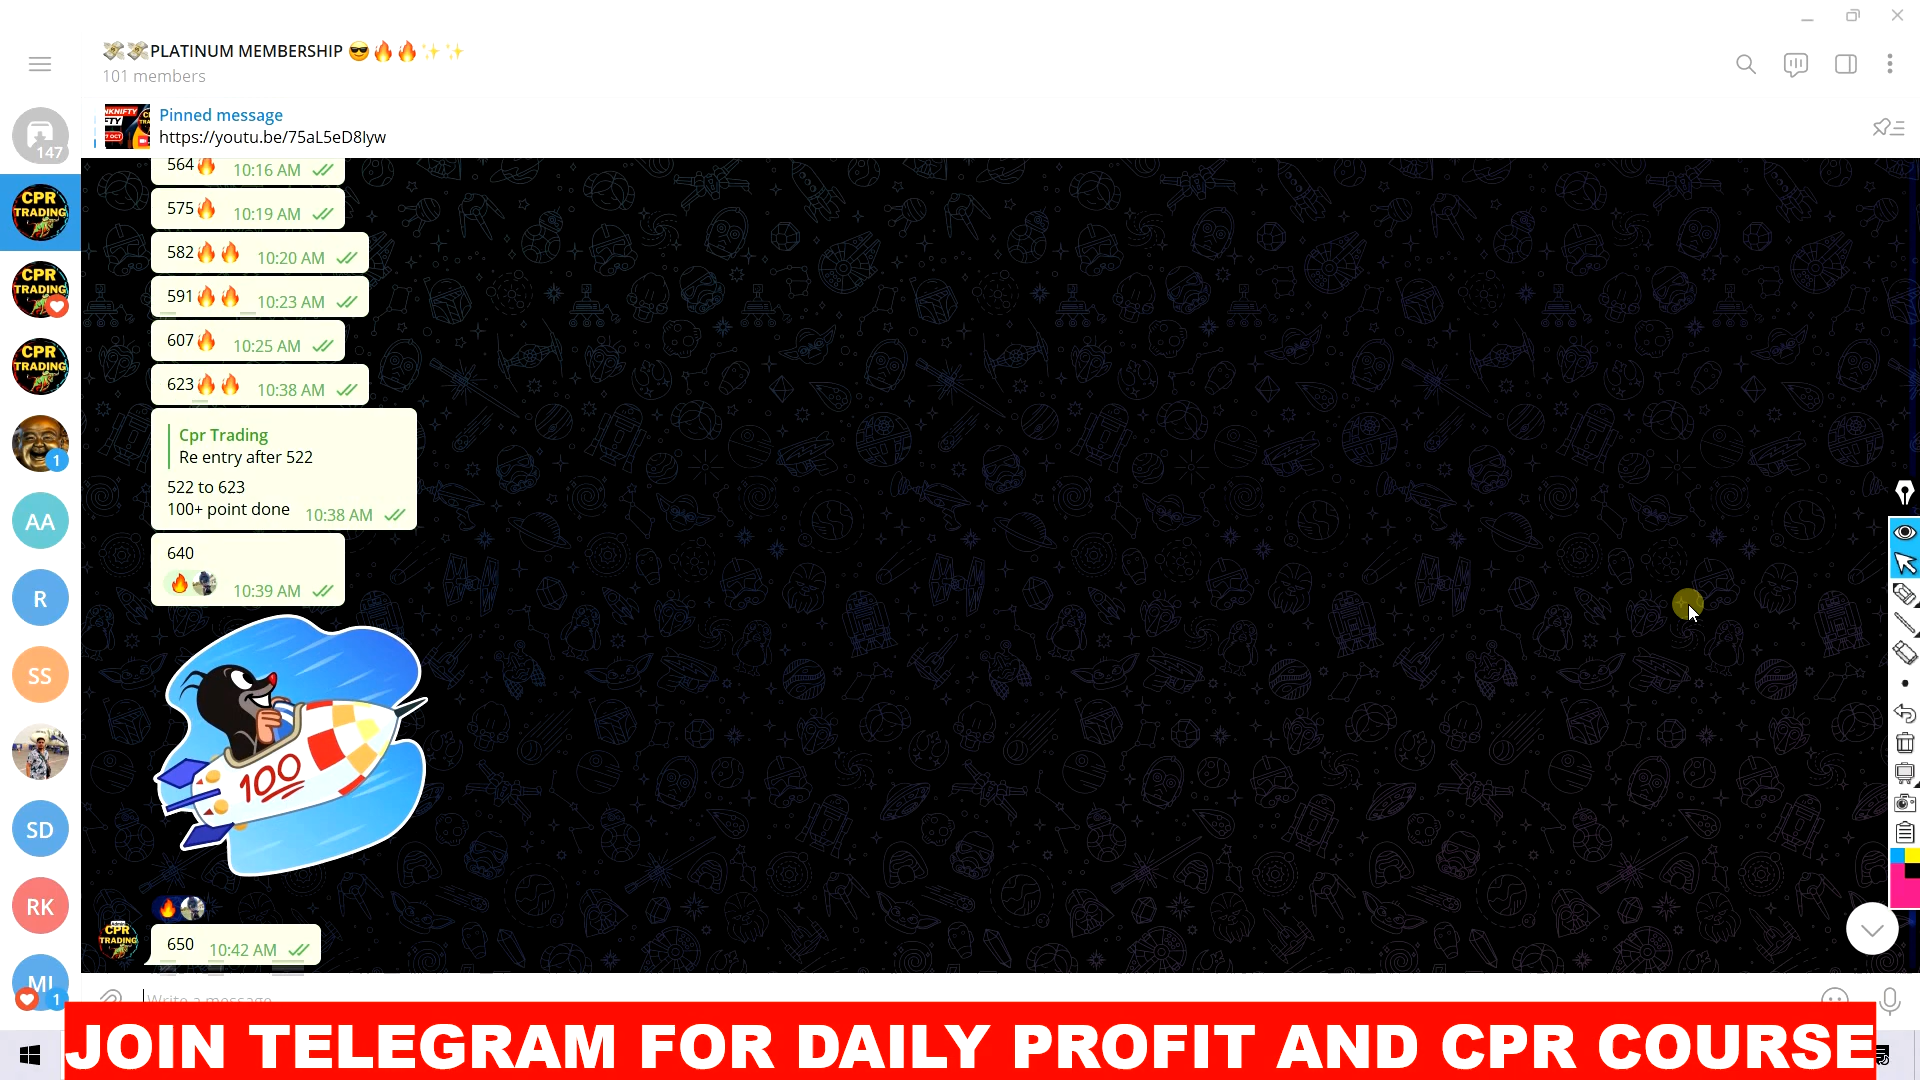 💸💸PLATINUM MEMBERSHIP 😎🔥🔥✨✨
101 members
Pinned message
https://youtu.be/75aL5eD8lyw
147
564🔥 10:16 AM
575🔥 10:19 AM
582🔥🔥 10:20 AM
591🔥🔥 10:23 AM
607🔥 10:25 AM
623🔥🔥 10:38 AM
Cpr Trading
Re entry after 522
522 to 623
100+ point done 10:38 AM
640
🔥 10:39 AM
100
🔥
650 10:42 AM
CPR
TRADING
CPR
TRADING
CPR
TRADING
1
AA
R
SS
SD
RK
MI
1
CPR
TRADING
Write a message
JOIN TELEGRAM FOR DAILY PROFIT AND CPR COURSE